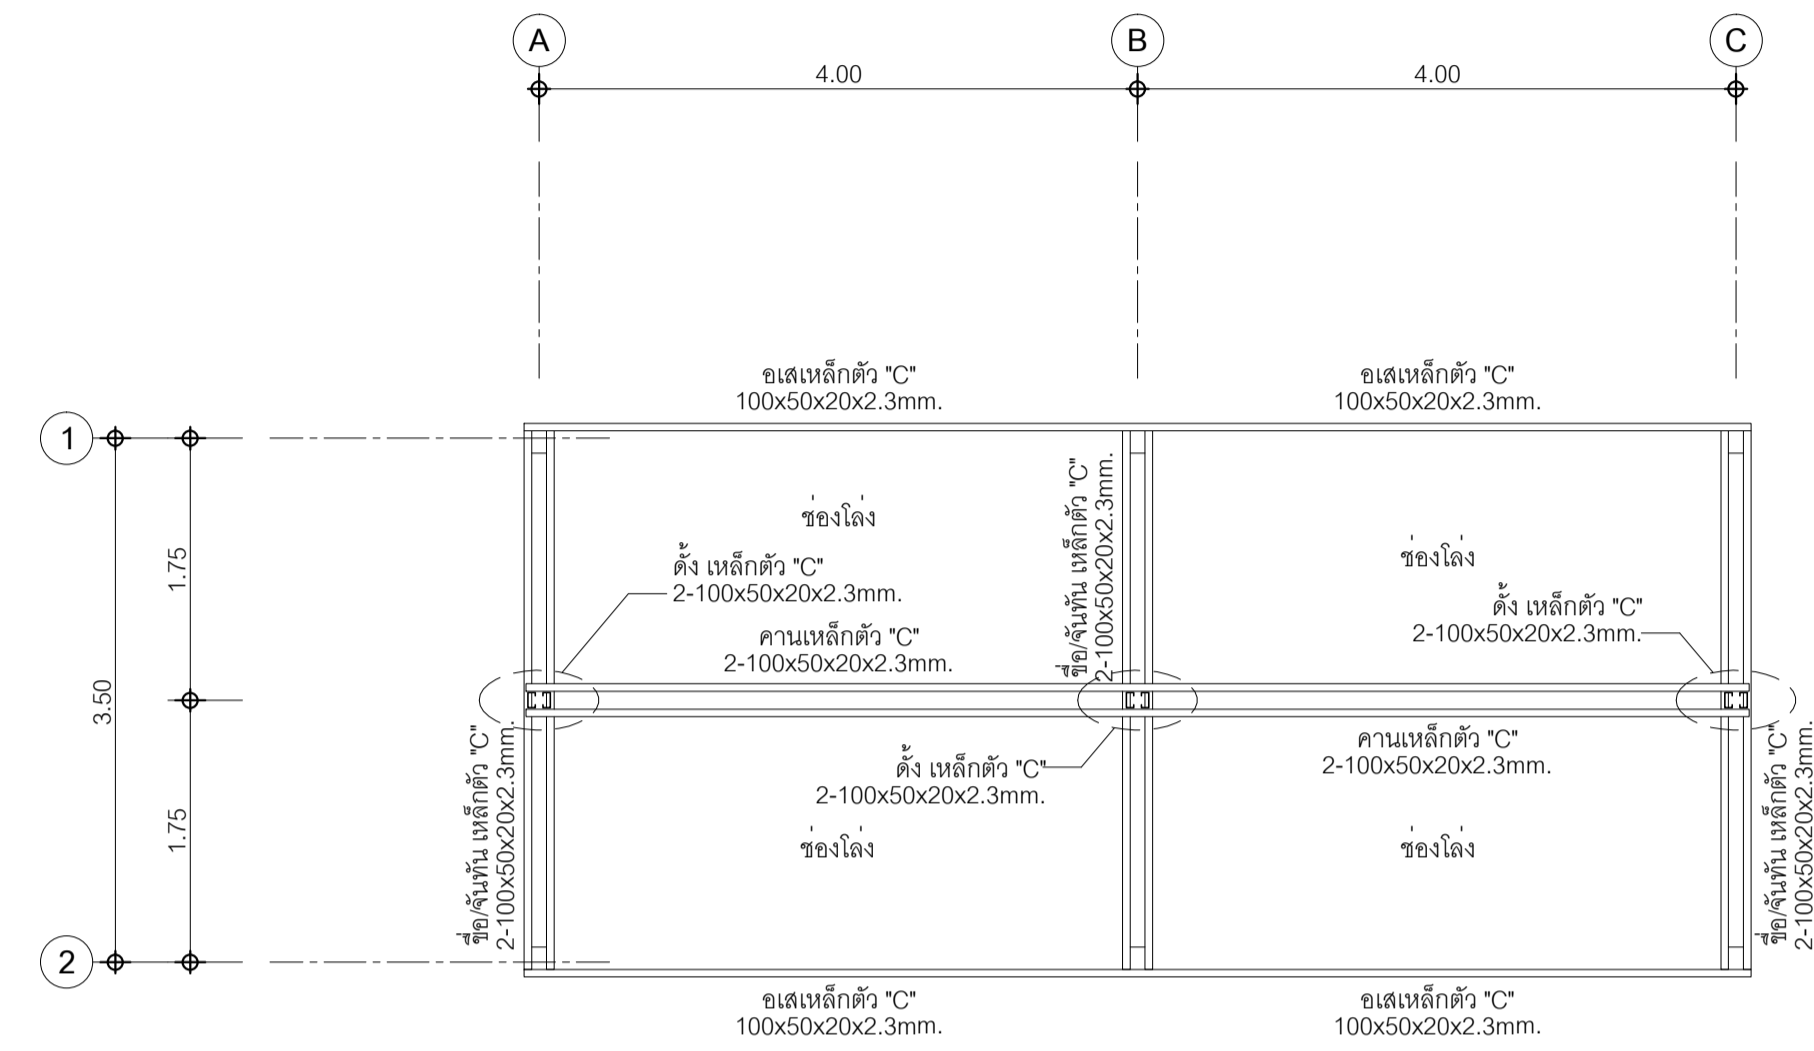 A
B
C
4.00
4.00
อเสเหล็กตัว "C"
100x50x20x2.3mm.
อเสเหล็กตัว "C"
100x50x20x2.3mm.
1
1.75
3.50
1.75
2
ช่องโล่ง
ช่องโล่ง
ดั้ง เหล็กตัว "C"
2-100x50x20x2.3mm.
ขื่อ/จันทัน เหล็กตัว "C"
2-100x50x20x2.3mm.
ดั้ง เหล็กตัว "C"
2-100x50x20x2.3mm.
คานเหล็กตัว "C"
2-100x50x20x2.3mm.
ขื่อ/จันทัน เหล็กตัว "C"
2-100x50x20x2.3mm.
ดั้ง เหล็กตัว "C"
2-100x50x20x2.3mm.
คานเหล็กตัว "C"
2-100x50x20x2.3mm.
ขื่อ/จันทัน เหล็กตัว "C"
2-100x50x20x2.3mm.
ช่องโล่ง
ช่องโล่ง
อเสเหล็กตัว "C"
100x50x20x2.3mm.
อเสเหล็กตัว "C"
100x50x20x2.3mm.